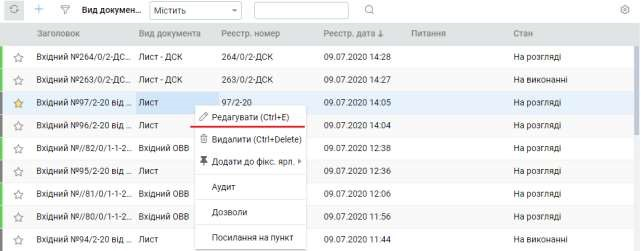 Вид докумен... Містить
Заголовок Вид документа Реєстр. номер Реєстр. дата ↓ Питання Стан
Вхідний №264/0/2-ДС... Лист - ДСК 264/0/2-ДСК 09.07.2020 14:28 На розгляді
Вхідний №263/0/2-ДС... Лист - ДСК 263/0/2-ДСК 09.07.2020 14:27 На виконанні
Вхідний №97/2-20 від ... Лист 97/2-20 09.07.2020 14:05 На розгляді
Редагувати (Ctrl+E)
Вхідний №96/2-20 від ... Лист 09.07.2020 14:04 На розгляді
Видалити (Ctrl+Delete)
Вхідний №//82/0/1-1-2... Вхідний ОВВ 09.07.2020 12:38 На розгляді
Додати до фікс. ярл.
Вхідний №95/2-20 від ... Лист 09.07.2020 12:36 На розгляді
Аудит
Вхідний №//81/0/1-1-2... Вхідний ОВВ 09.07.2020 12:06 На розгляді
Дозволи
Вхідний №//80/0/1-1-2... Вхідний ОВВ 09.07.2020 11:56 На розгляді
Посилання на пункт
Вхідний №94/2-20 від ... Лист 09.07.2020 11:44 На виконанні